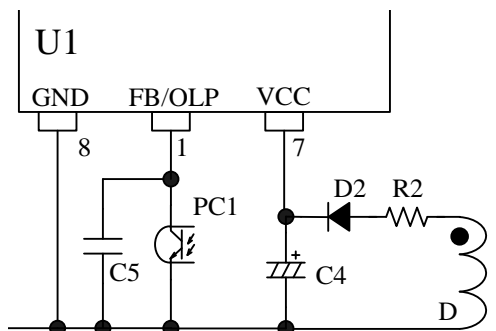 U1
GND FB/OLP VCC
8 1 7
D2 R2
PC1
+
C5 C4
D